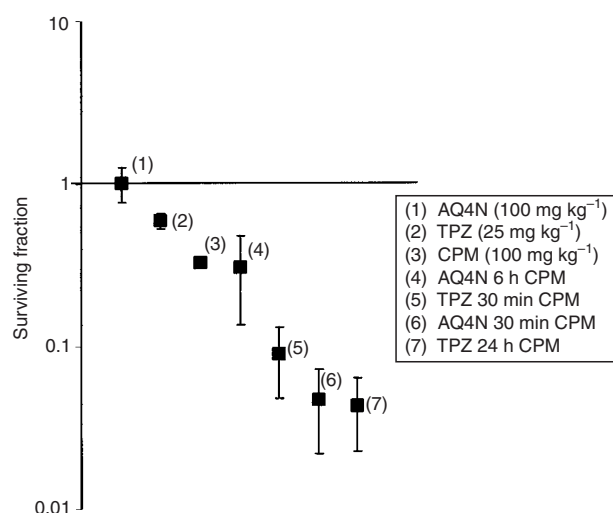 10
1
0.1
0.01
Surviving fraction
(1)
(2)
(3)
(4)
(5)
(6)
(7)
(1) AQ4N (100 mg kg⁻¹)
(2) TPZ (25 mg kg⁻¹)
(3) CPM (100 mg kg⁻¹)
(4) AQ4N 6 h CPM
(5) TPZ 30 min CPM
(6) AQ4N 30 min CPM
(7) TPZ 24 h CPM